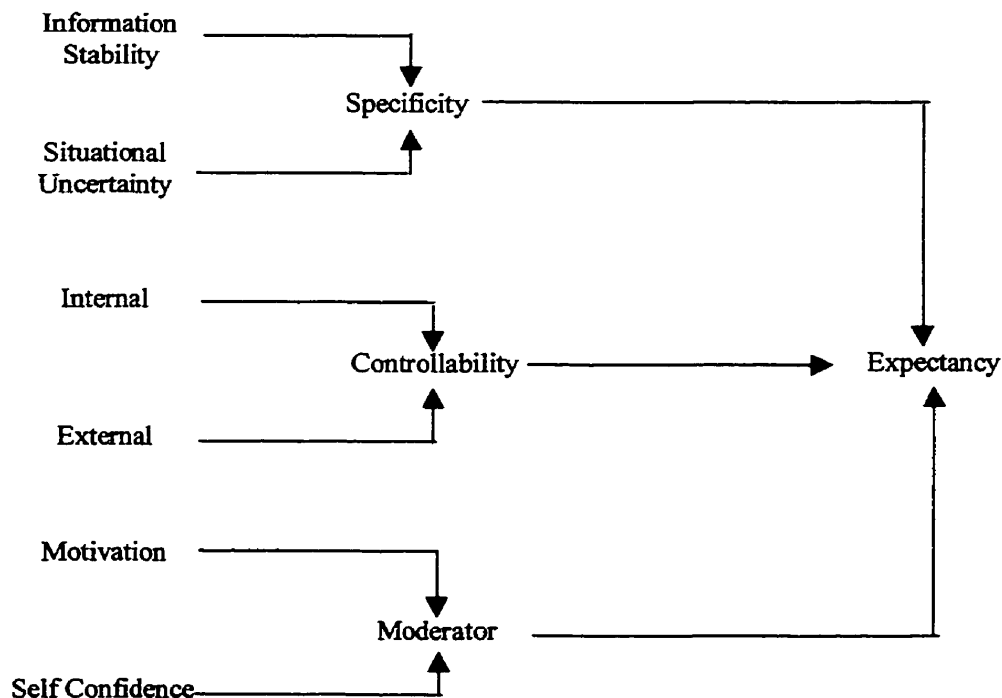 Information
Stability
Specificity
Situational
Uncertainty
Internal
Controllability
Expectancy
External
Motivation
Moderator
Self Confidence